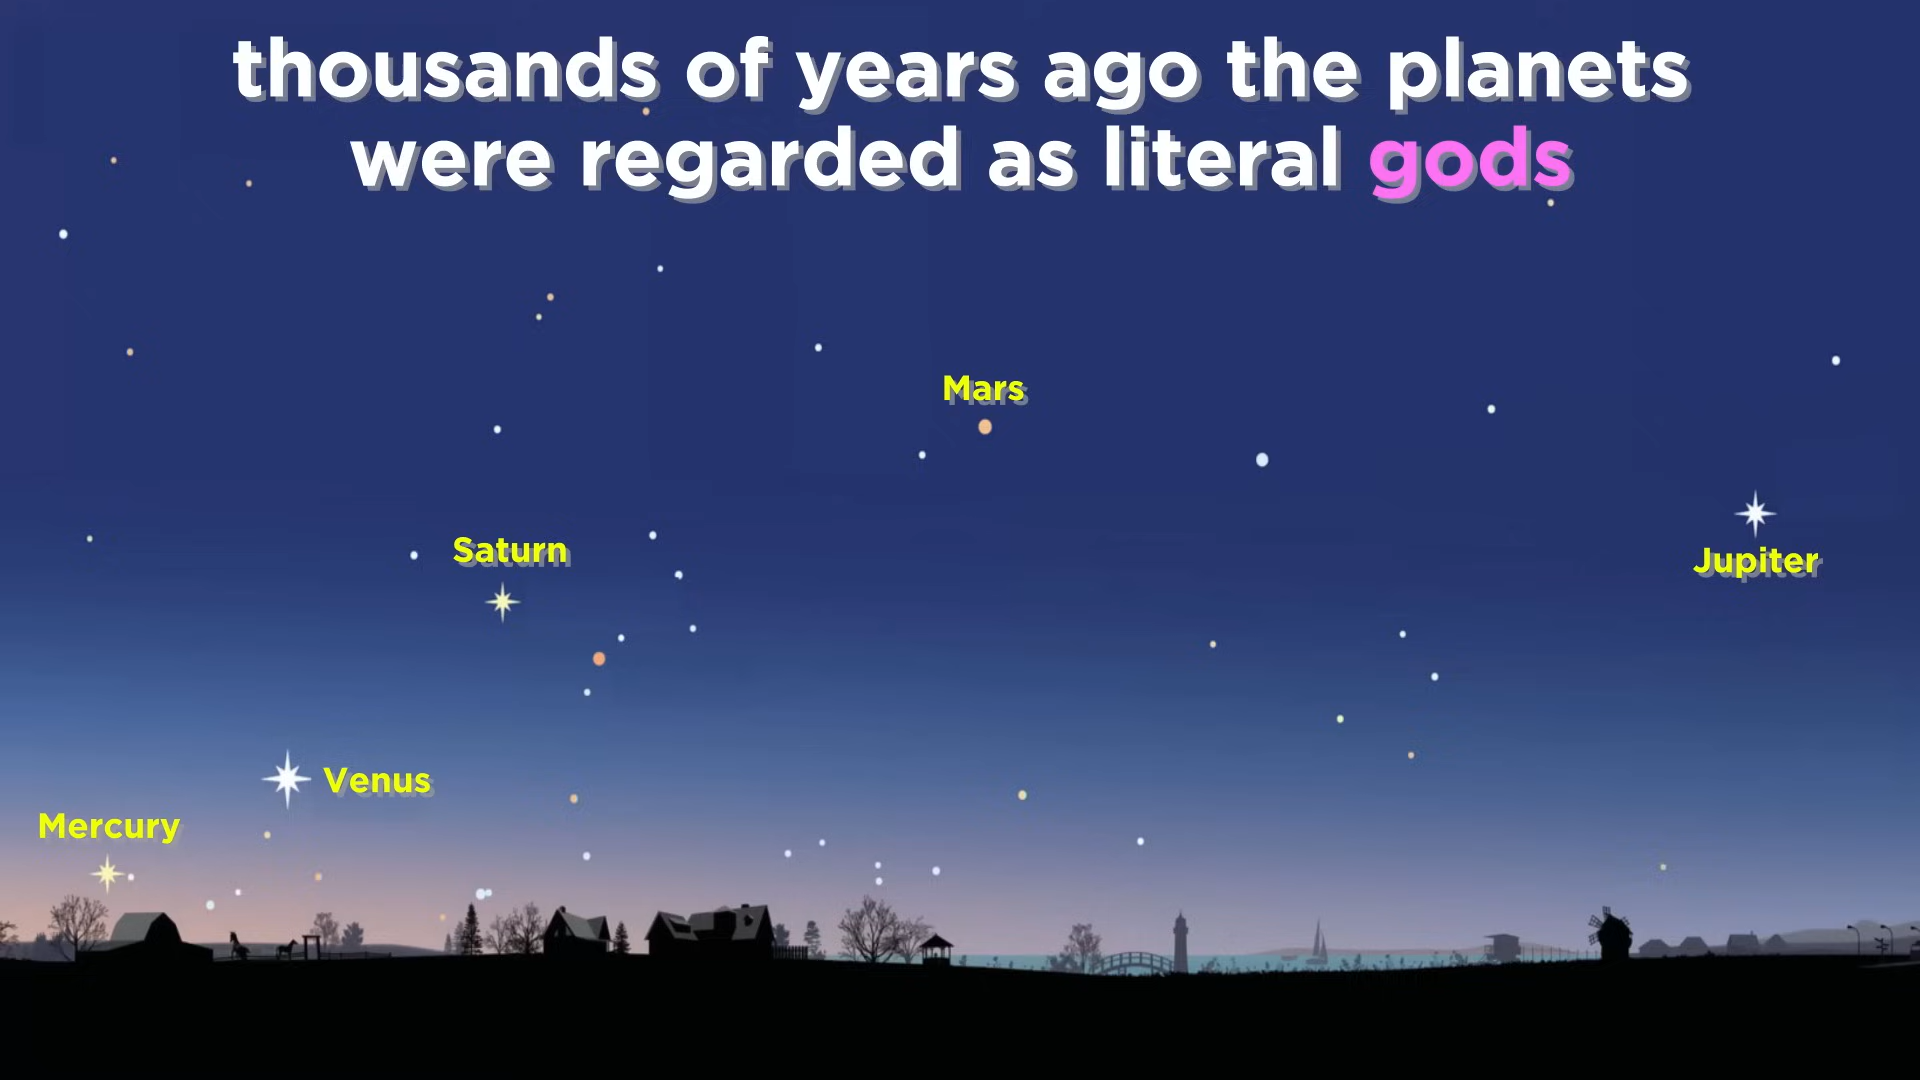 thousands of years ago the planets
were regarded as literal gods
Mars
Saturn
Jupiter
Venus
Mercury